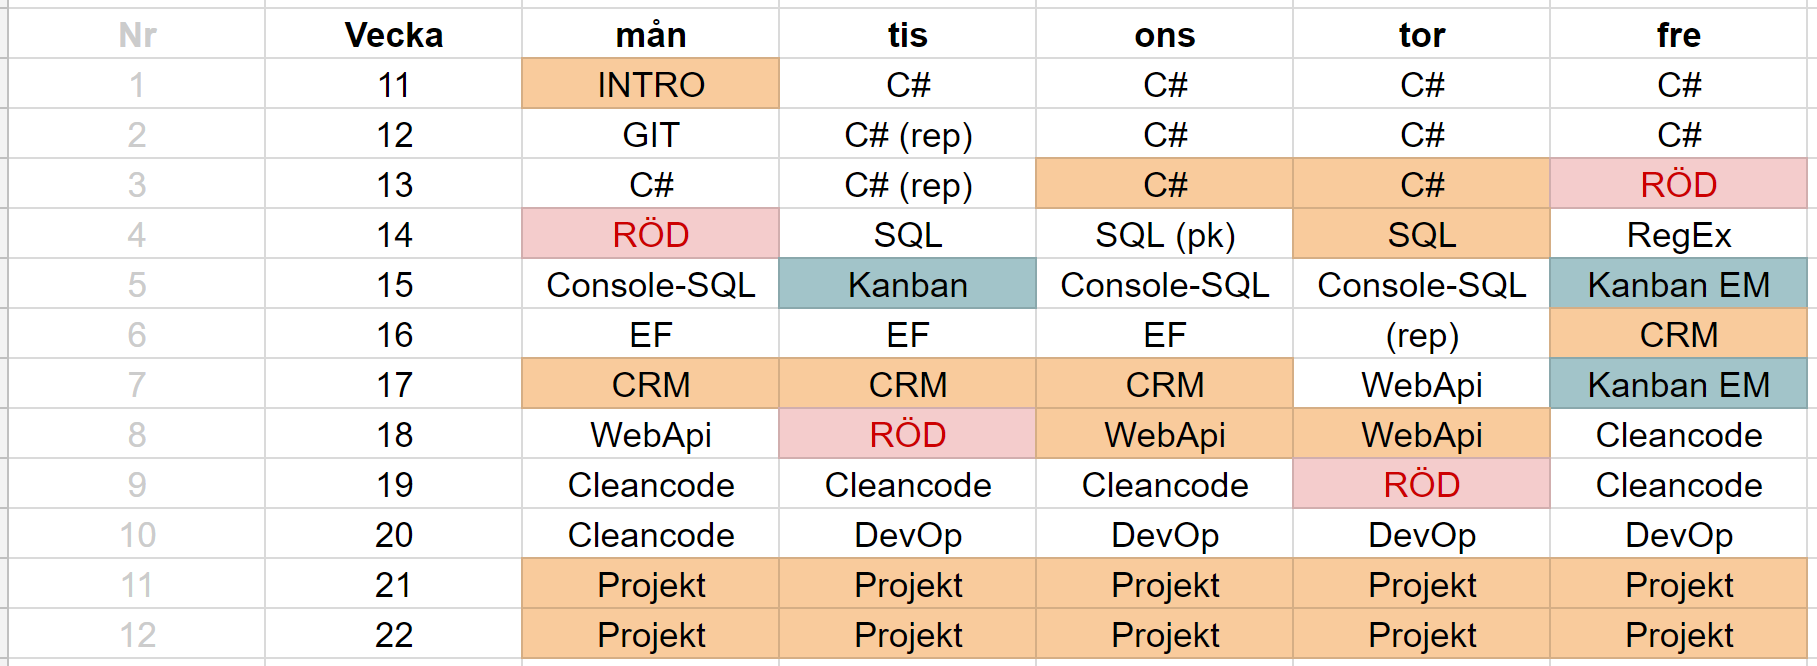 Nr Vecka mån tis ons tor fre
1 11 INTRO C# C# C# C#
2 12 GIT C# (rep) C# C# C#
3 13 C# C# (rep) C# C# RÖD
4 14 RÖD SQL SQL (pk) SQL RegEx
5 15 Console-SQL Kanban Console-SQL Console-SQL Kanban EM
6 16 EF EF EF (rep) CRM
7 17 CRM CRM CRM WebApi Kanban EM
8 18 WebApi RÖD WebApi WebApi Cleancode
9 19 Cleancode Cleancode Cleancode RÖD Cleancode
10 20 Cleancode DevOp DevOp DevOp DevOp
11 21 Projekt Projekt Projekt Projekt Projekt
12 22 Projekt Projekt Projekt Projekt Projekt